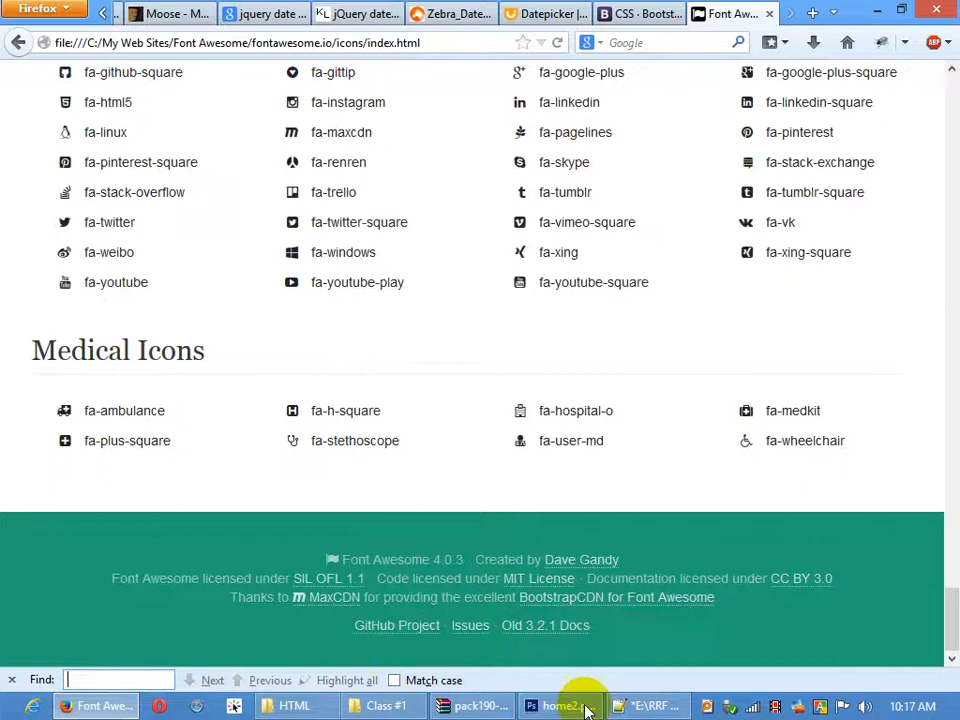 Firefox
Moose - M...
jquery date ...
jQuery date...
Zebra_Date...
Datepicker |...
CSS · Bootst...
Font Aw...
file:///C:/My Web Sites/Font Awesome/fontawesome.io/icons/index.html
Google
fa-github-square fa-gittip fa-google-plus fa-google-plus-square
fa-html5 fa-instagram fa-linkedin fa-linkedin-square
fa-linux fa-maxcdn fa-pagelines fa-pinterest
fa-pinterest-square fa-renren fa-skype fa-stack-exchange
fa-stack-overflow fa-trello fa-tumblr fa-tumblr-square
fa-twitter fa-twitter-square fa-vimeo-square fa-vk
fa-weibo fa-windows fa-xing fa-xing-square
fa-youtube fa-youtube-play fa-youtube-square
Medical Icons
fa-ambulance fa-h-square fa-hospital-o fa-medkit
fa-plus-square fa-stethoscope fa-user-md fa-wheelchair
Font Awesome 4.0.3 · Created by Dave Gandy
Font Awesome licensed under SIL OFL 1.1 · Code licensed under MIT License · Documentation licensed under CC BY 3.0
Thanks to MaxCDN for providing the excellent BootstrapCDN for Font Awesome
GitHub Project · Issues · Old 3.2.1 Docs
Find: Next Previous Highlight all Match case
Font Awe... HTML Class #1 pack190-... home2.p... *E:\RRF ... 10:17 AM